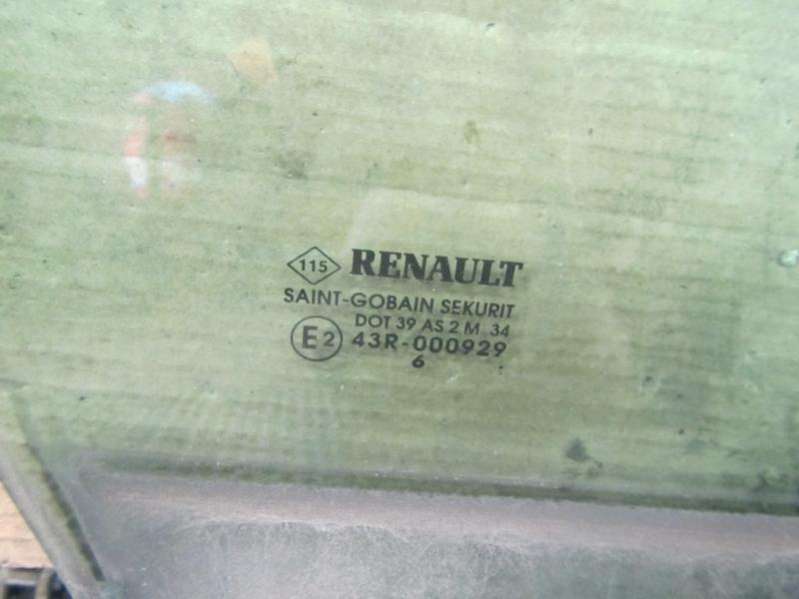 115 RENAULT
SAINT-GOBAIN SEKURIT
DOT 39 AS 2 M 34
E2 43R-000929
6